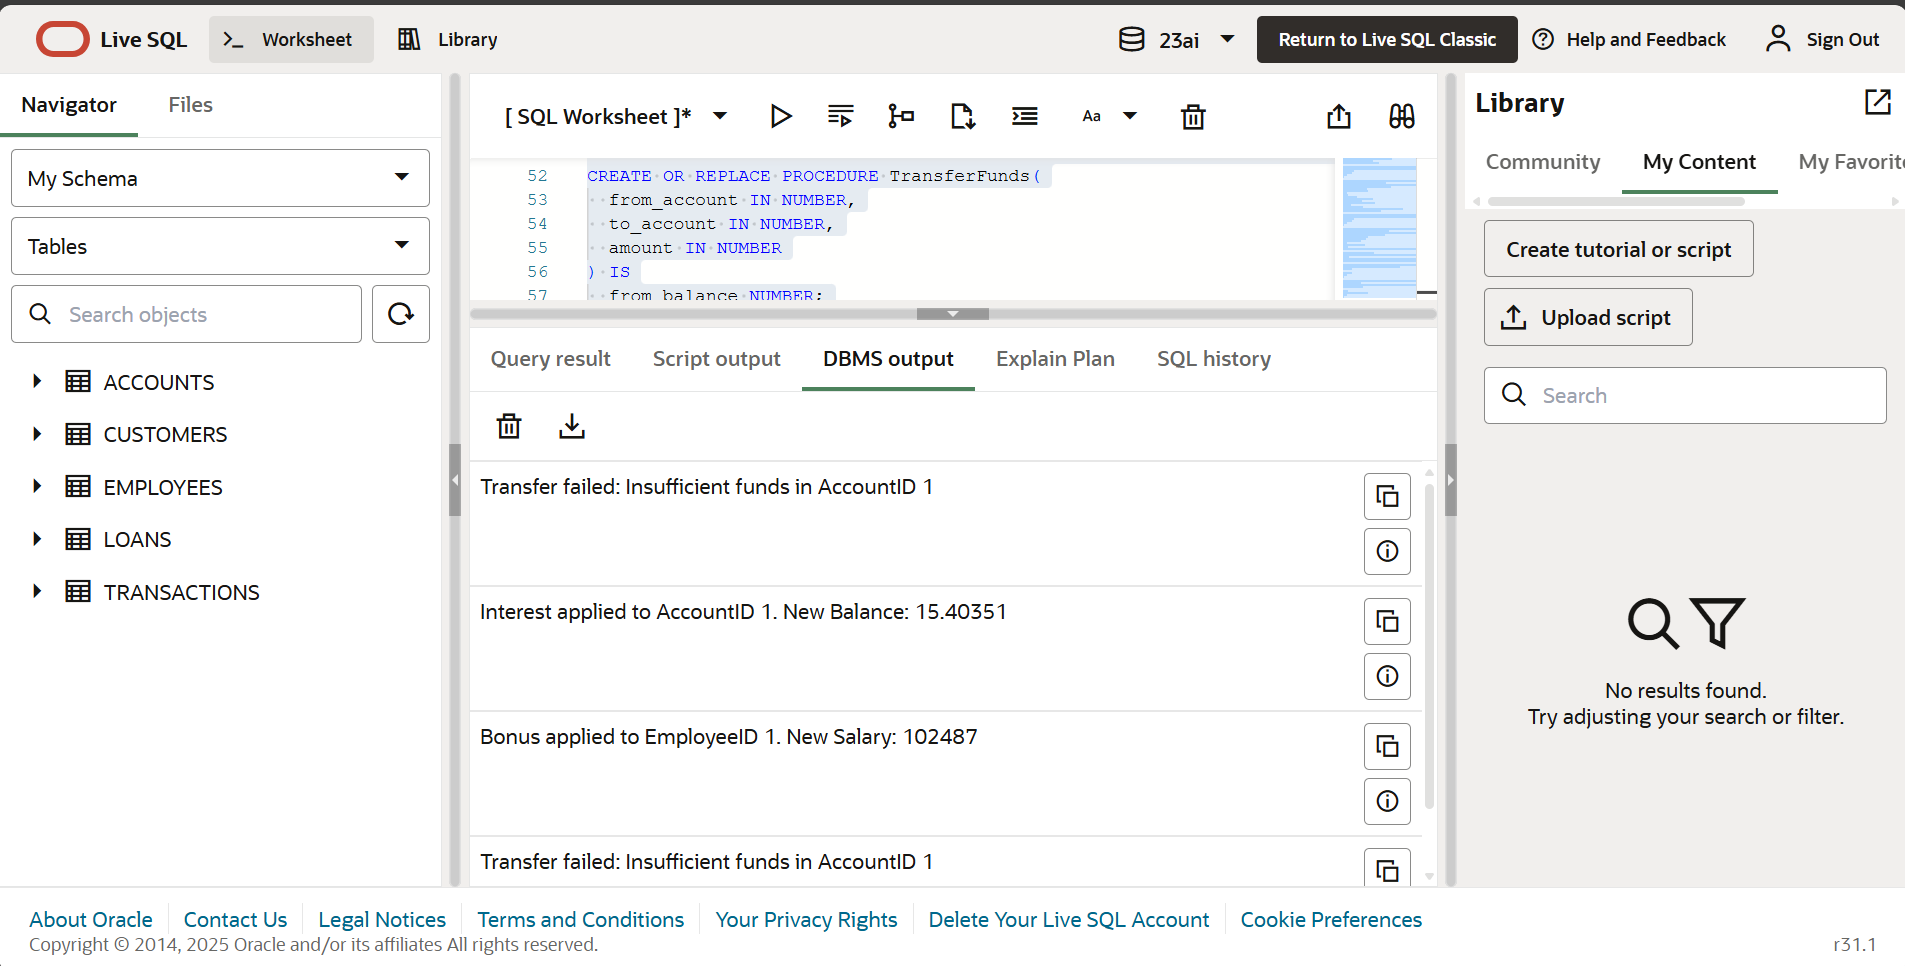 Live SQL
Worksheet
Library
23ai
Return to Live SQL Classic
Help and Feedback
Sign Out
Navigator
Files
My Schema
Tables
Search objects
ACCOUNTS
CUSTOMERS
EMPLOYEES
LOANS
TRANSACTIONS
[ SQL Worksheet ]*
Aa
52 CREATE OR REPLACE PROCEDURE TransferFunds(
53 from_account IN NUMBER,
54 to_account IN NUMBER,
55 amount IN NUMBER
56 ) IS
57 from_balance NUMBER;
Query result
Script output
DBMS output
Explain Plan
SQL history
Transfer failed: Insufficient funds in AccountID 1
Interest applied to AccountID 1. New Balance: 15.40351
Bonus applied to EmployeeID 1. New Salary: 102487
Transfer failed: Insufficient funds in AccountID 1
Library
Community
My Content
My Favorit
Create tutorial or script
Upload script
Search
No results found.
Try adjusting your search or filter.
About Oracle
Contact Us
Legal Notices
Terms and Conditions
Your Privacy Rights
Delete Your Live SQL Account
Cookie Preferences
Copyright © 2014, 2025 Oracle and/or its affiliates All rights reserved.
r31.1